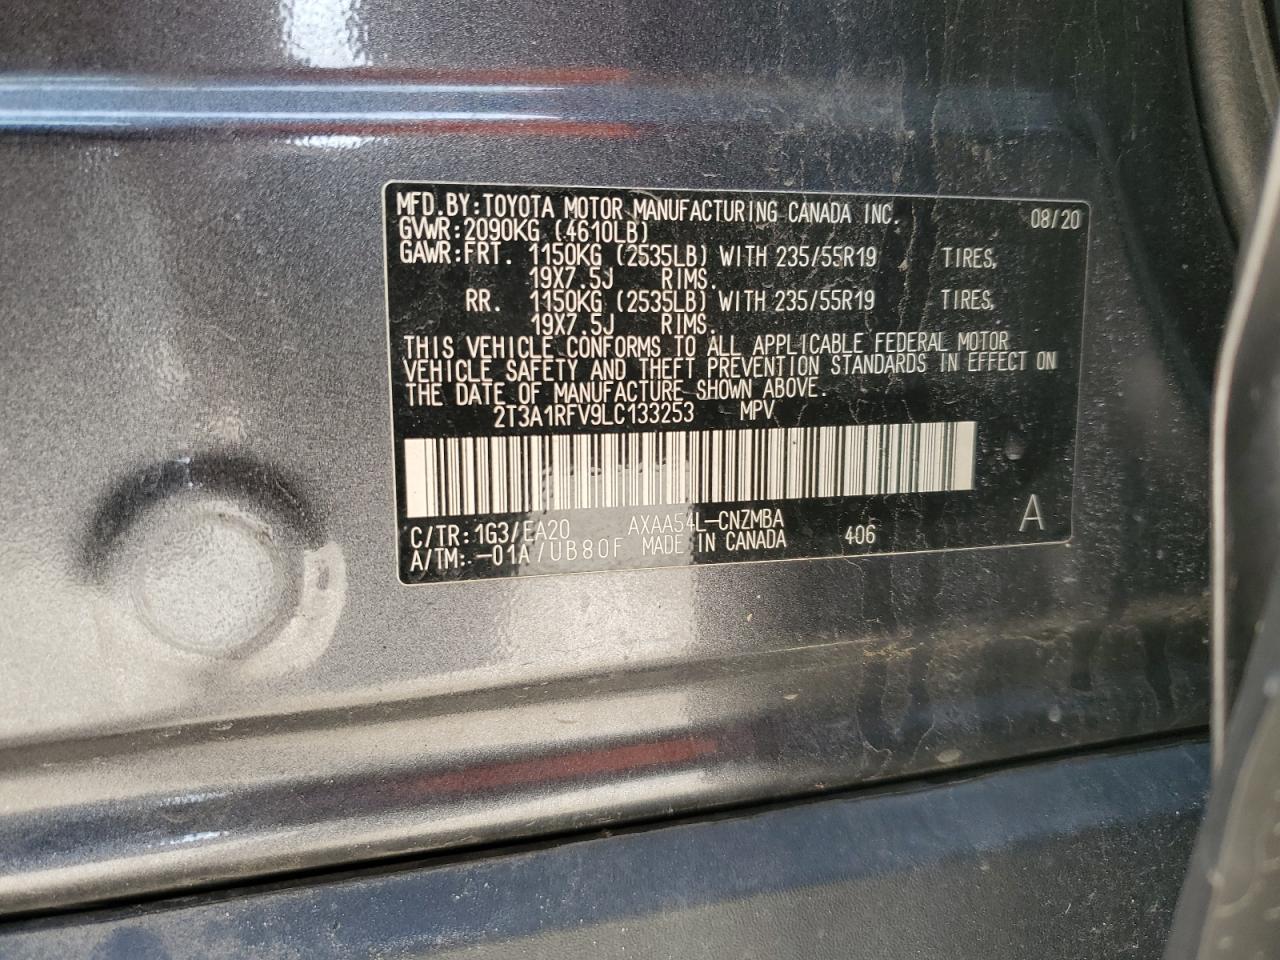 MFD.BY:TOYOTA MOTOR MANUFACTURING CANADA INC. 08/20
GVWR:2090KG (4610LB)
GAWR:FRT. 1150KG (2535LB) WITH 235/55R19 TIRES,
19X7.5J RIMS.
RR. 1150KG (2535LB) WITH 235/55R19 TIRES,
19X7.5J RIMS.
THIS VEHICLE CONFORMS TO ALL APPLICABLE FEDERAL MOTOR
VEHICLE SAFETY AND THEFT PREVENTION STANDARDS IN EFFECT ON
THE DATE OF MANUFACTURE SHOWN ABOVE.
2T3A1RFV9LC133253 MPV
C/TR:1G3/EA20 AXAA54L-CNZMBA A
A/TM:-01A/UB80F MADE IN CANADA 406